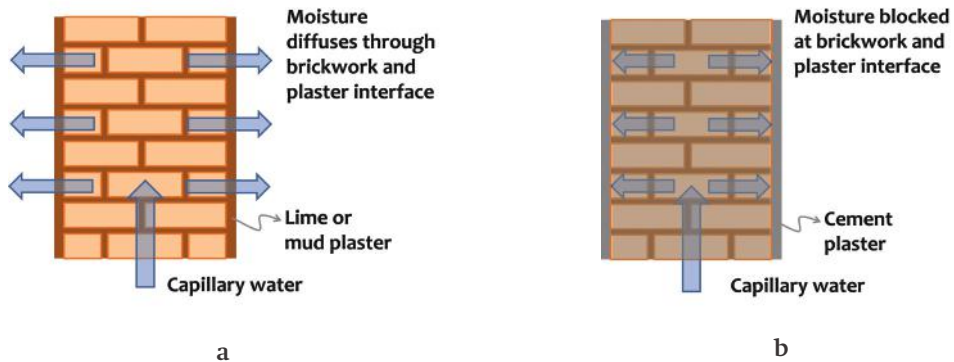 Moisture
diffuses through
brickwork and
plaster interface
Lime or
mud plaster
Capillary water
a
Moisture blocked
at brickwork and
plaster interface
Cement
plaster
Capillary water
b